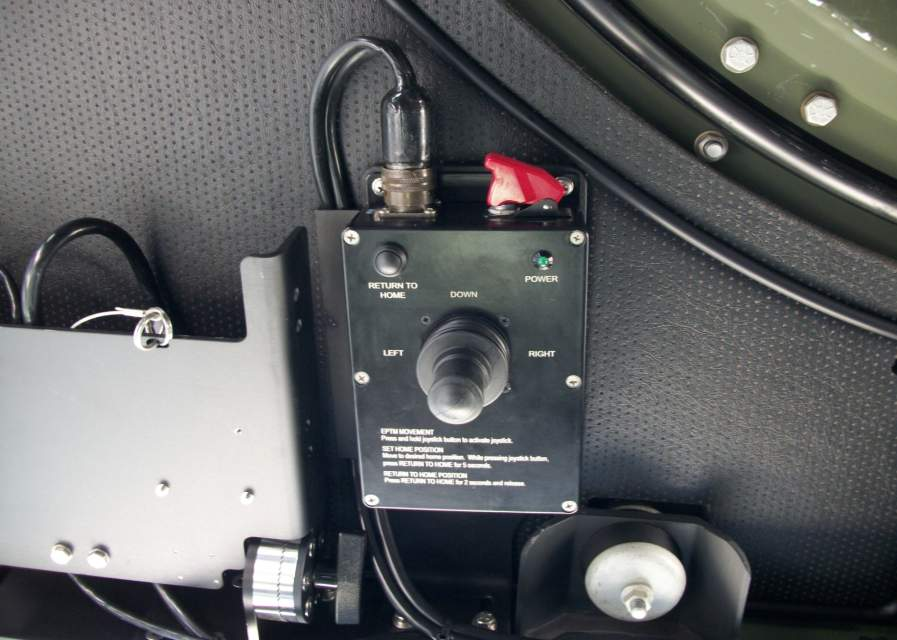 RETURN TO
HOME
POWER
DOWN
LEFT
RIGHT
EPTM MOVEMENT
Press and hold joystick button to activate joystick.
SET HOME POSITION
Move to desired home position. While pressing joystick button,
press RETURN TO HOME for 5 seconds.
RETURN TO HOME POSITION
Press RETURN TO HOME for 2 seconds and release.